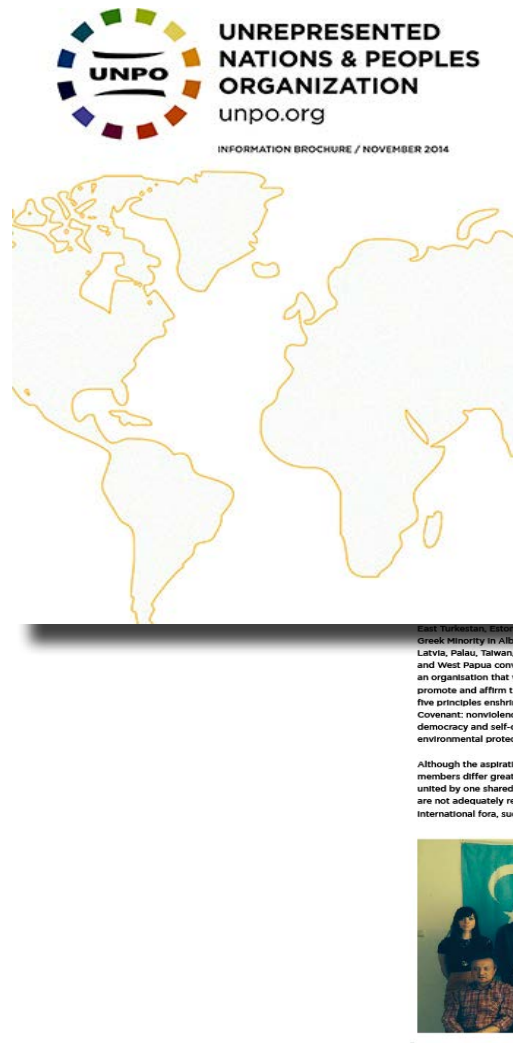 UNPO
UNREPRESENTED
NATIONS & PEOPLES
ORGANIZATION
unpo.org
INFORMATION BROCHURE / NOVEMBER 2014
East Turkestan, Eston
Greek Minority in Alb
Latvia, Palau, Taiwan,
and West Papua conv
an organisation that
promote and affirm t
five principles enshri
Covenant: nonviolenc
democracy and self-d
environmental protec
Although the aspirati
members differ great
united by one shared
are not adequately re
international fora, suc